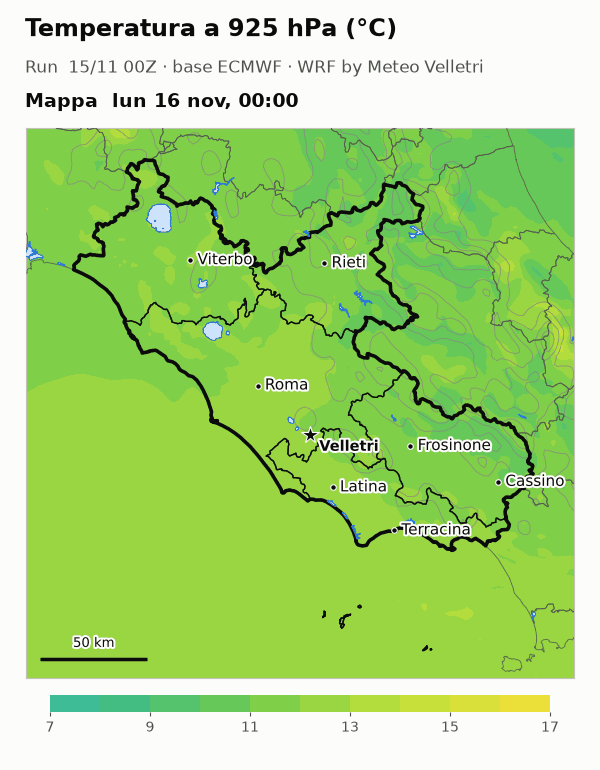 Temperatura a 925 hPa (°C)
Run  15/11 00Z · base ECMWF · WRF by Meteo Velletri
Mappa  lun 16 nov, 00:00
Viterbo
Rieti
Roma
Velletri
Frosinone
Latina
Cassino
Terracina
50 km
7 9 11 13 15 17